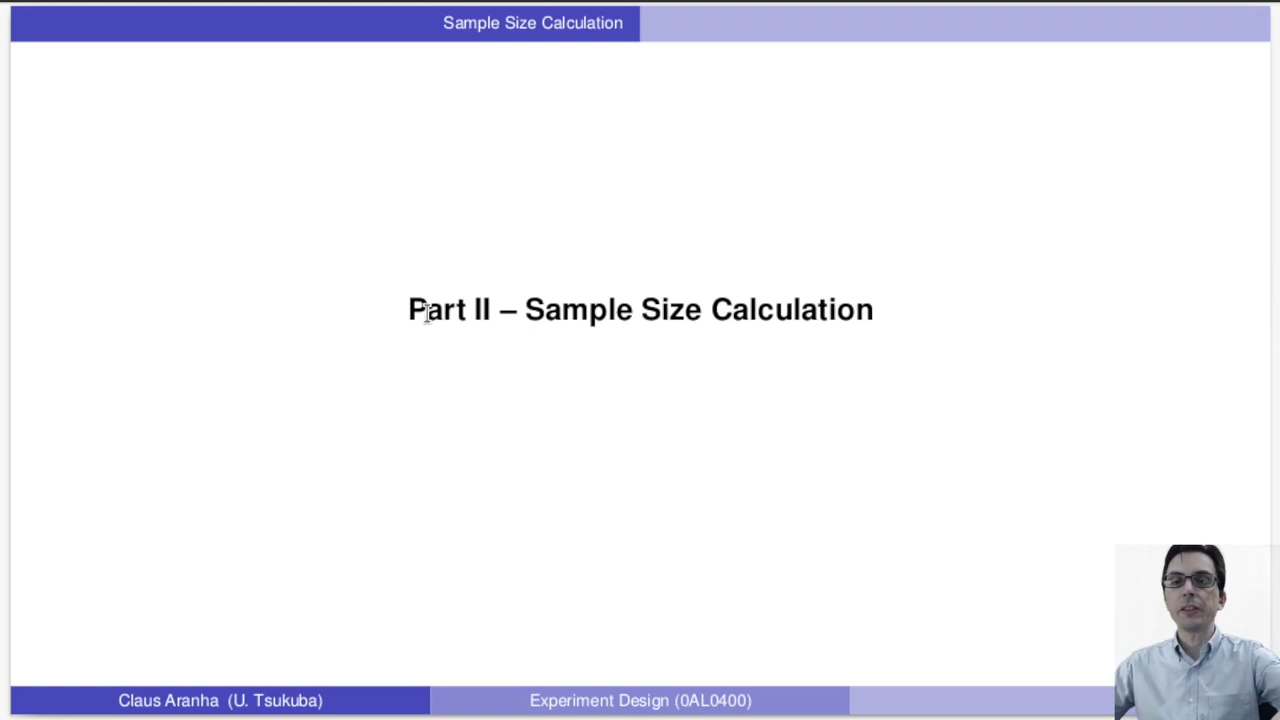 Sample Size Calculation
Part II – Sample Size Calculation
Claus Aranha (U. Tsukuba)
Experiment Design (0AL0400)